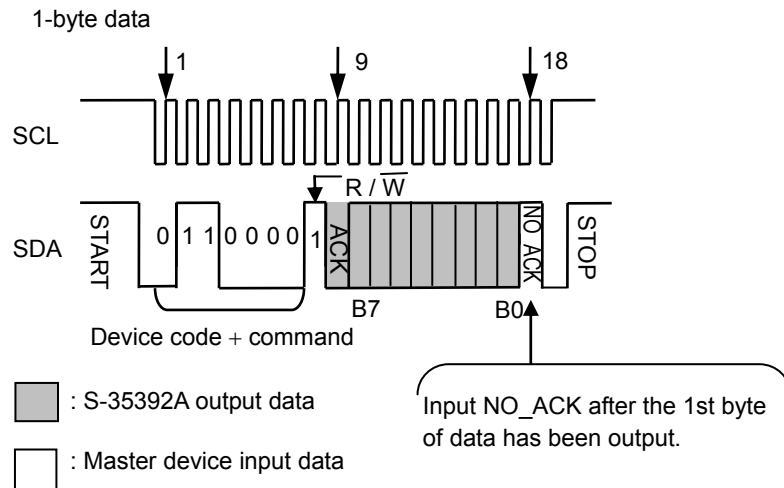 1-byte data
1 9 18
SCL
R / W
SDA START 0 1 1 0 0 0 0 1 ACK NO_ACK STOP
B7 B0
Device code + command
: S-35392A output data
Input NO_ACK after the 1st byte
of data has been output.
: Master device input data